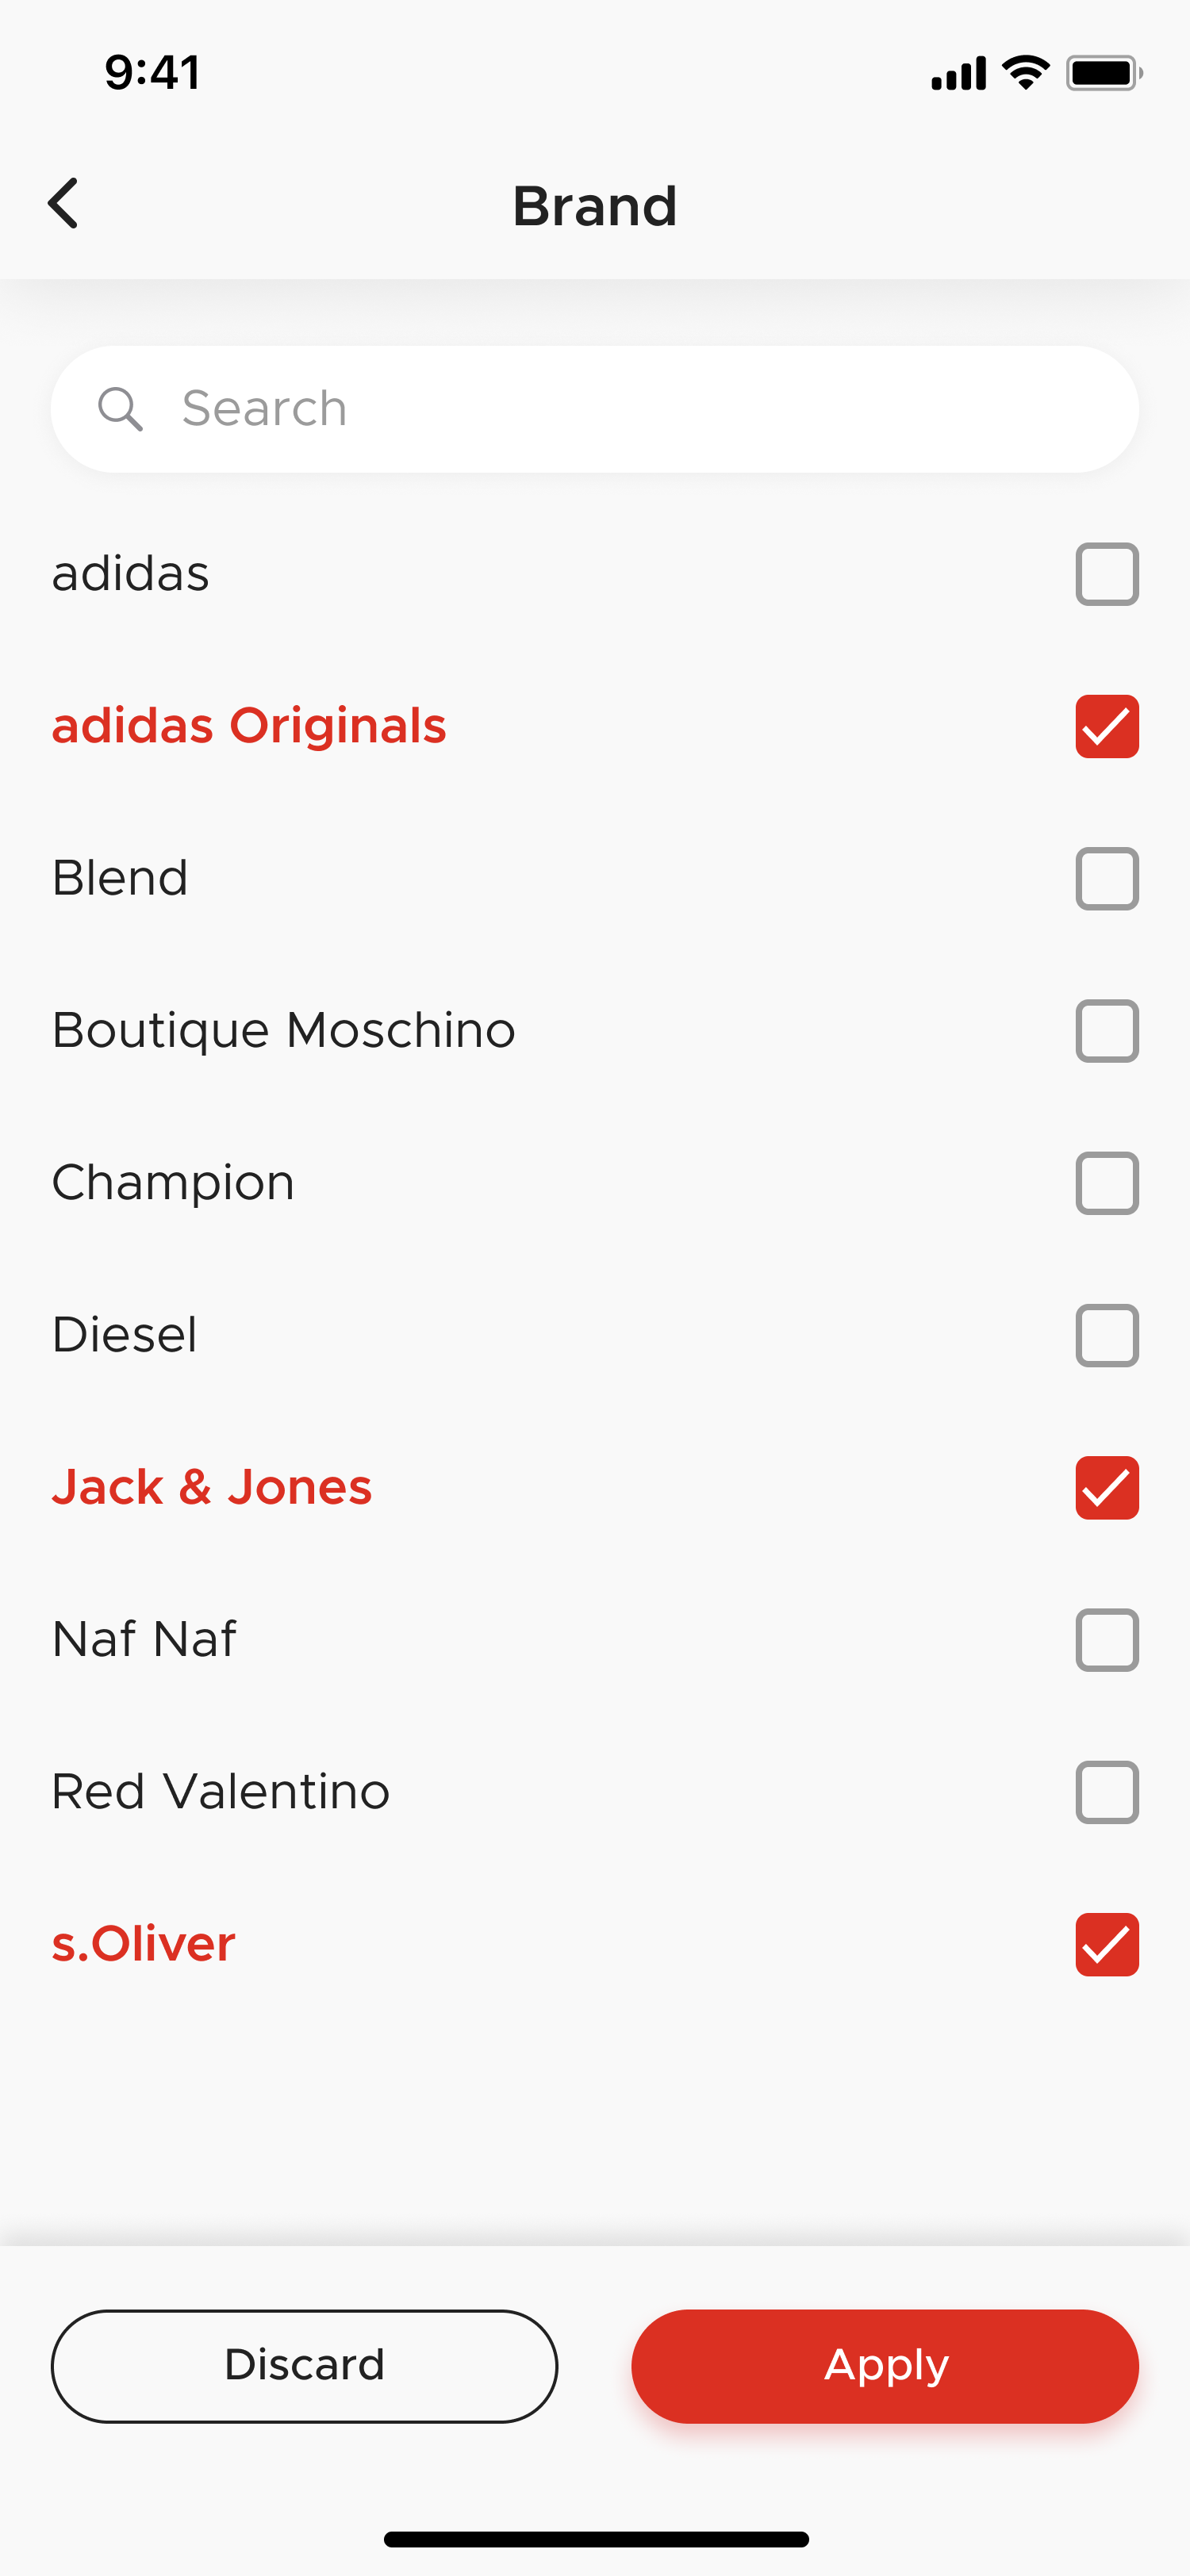 9:41
Brand
Search
adidas
adidas Originals
Blend
Boutique Moschino
Champion
Diesel
Jack & Jones
Naf Naf
Red Valentino
s.Oliver
Discard
Apply